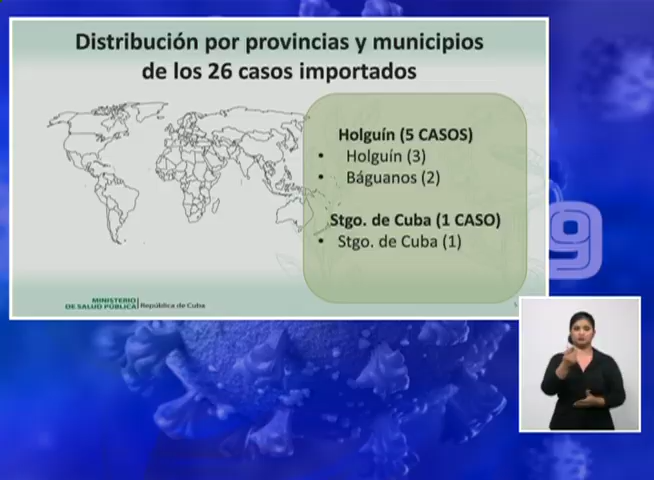 Distribución por provincias y municipios
de los 26 casos importados
Holguín (5 CASOS)
• Holguín (3)
• Báguanos (2)
Stgo. de Cuba (1 CASO)
• Stgo. de Cuba (1)
MINISTERIO
DE SALUD PÚBLICA República de Cuba
9